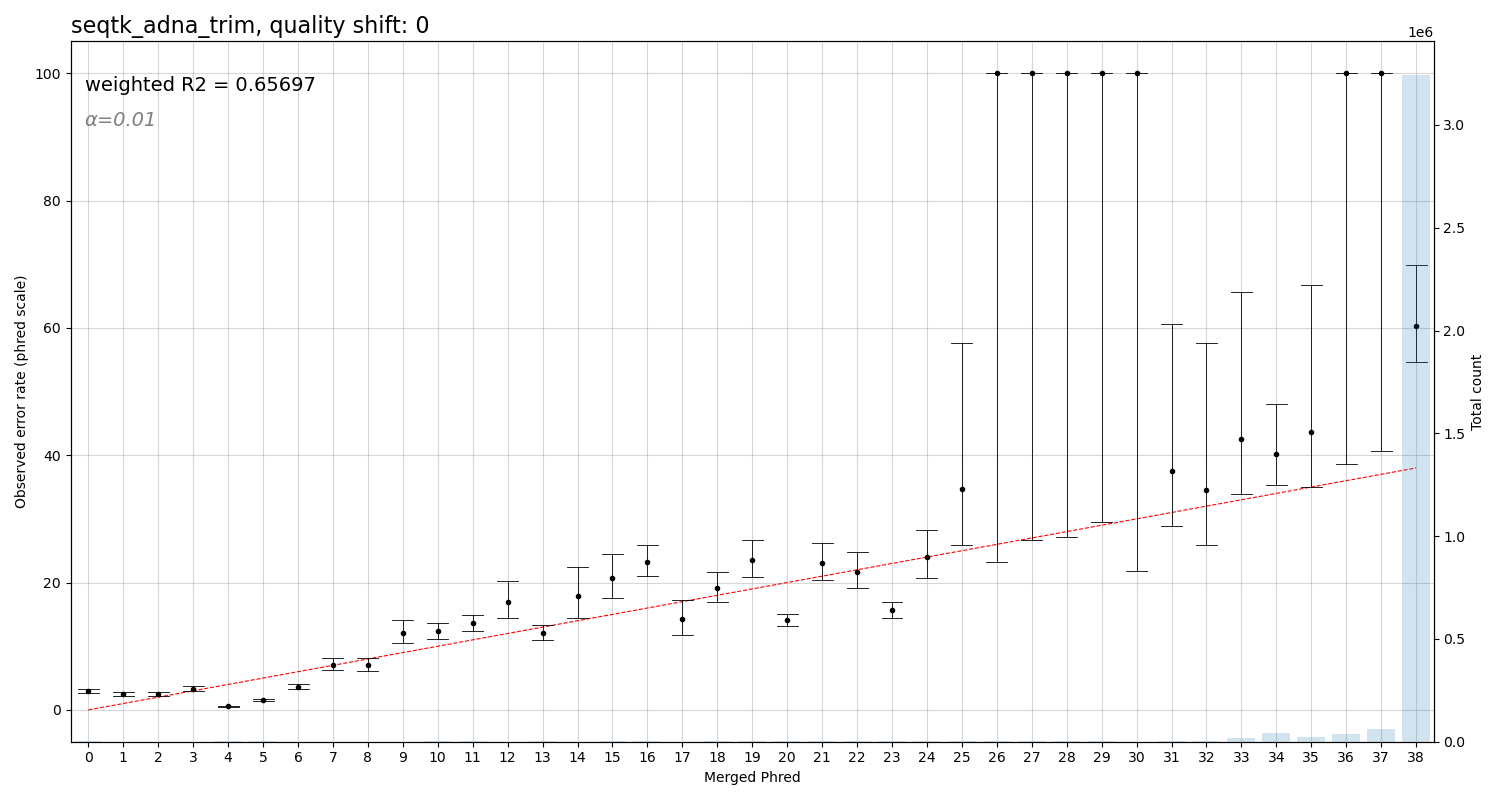 seqtk_adna_trim, quality shift: 0
1e6
weighted R2 = 0.65697
α=0.01
100
80
60
40
20
0
Observed error rate (phred scale)
3.0
2.5
2.0
1.5
1.0
0.5
0.0
Total count
0 1 2 3 4 5 6 7 8 9 10 11 12 13 14 15 16 17 18 19 20 21 22 23 24 25 26 27 28 29 30 31 32 33 34 35 36 37 38
Merged Phred